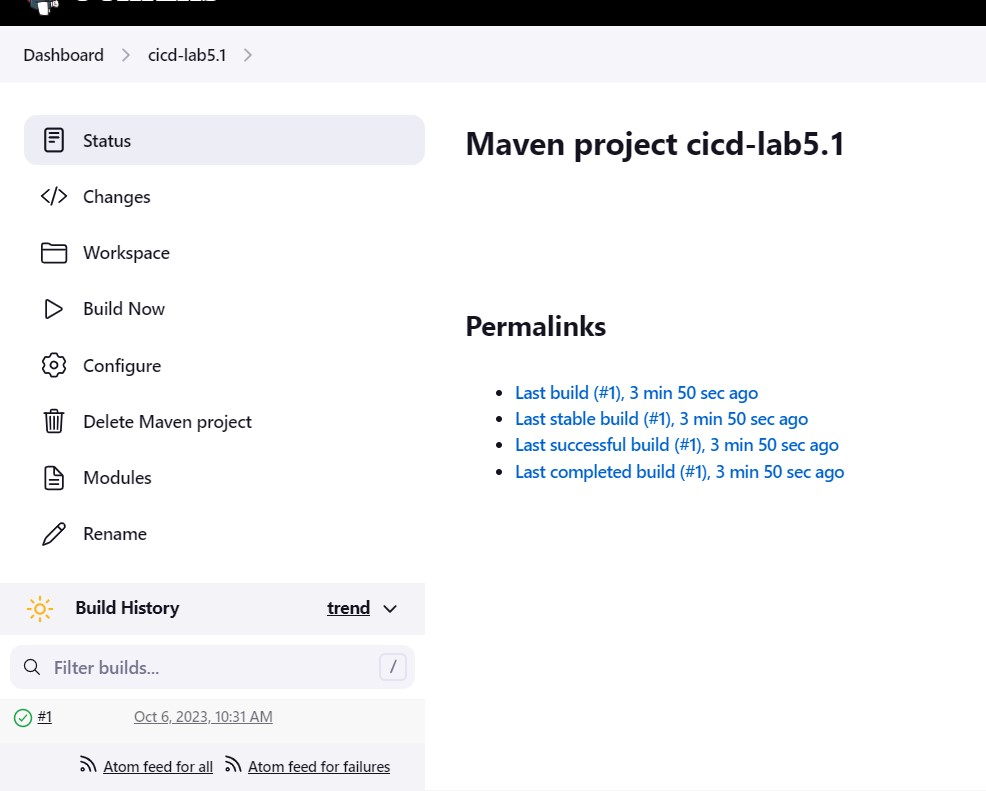 Dashboard
cicd-lab5.1
Status
Changes
Workspace
Build Now
Configure
Delete Maven project
Modules
Rename
Build History
trend
Filter builds...
/
#1
Oct 6, 2023, 10:31 AM
Atom feed for all
Atom feed for failures
Maven project cicd-lab5.1
Permalinks
Last build (#1), 3 min 50 sec ago
Last stable build (#1), 3 min 50 sec ago
Last successful build (#1), 3 min 50 sec ago
Last completed build (#1), 3 min 50 sec ago